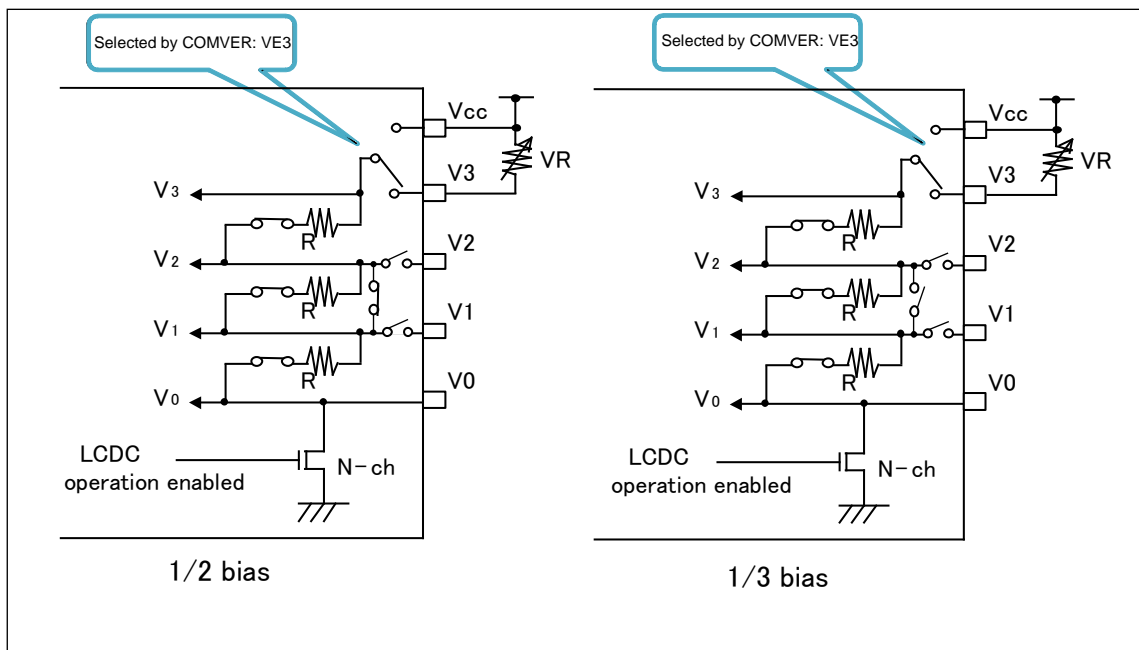 Selected by COMVER: VE3
Vcc
VR
V3
V3
R
V2
V2
R
V1
V1
R
V0
V0
LCDC
operation enabled
N-ch
1/2 bias
Selected by COMVER: VE3
Vcc
VR
V3
V3
R
V2
V2
R
V1
V1
R
V0
V0
LCDC
operation enabled
N-ch
1/3 bias